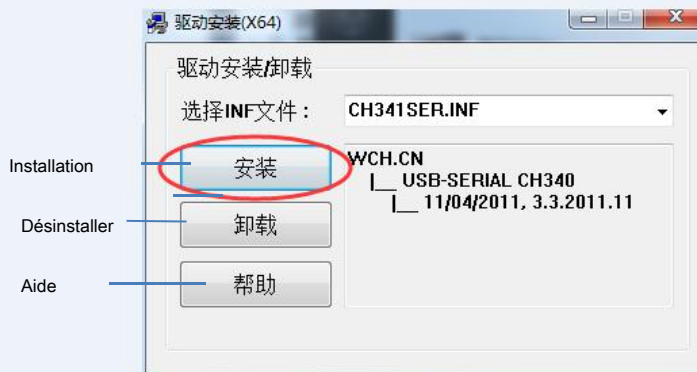 驱动安装(X64)
驱动安装/卸载
选择INF文件： CH341SER.INF
Installation 安装 WCH.CN
|__ USB-SERIAL CH340
|__ 11/04/2011, 3.3.2011.11
Désinstaller 卸载
Aide 帮助